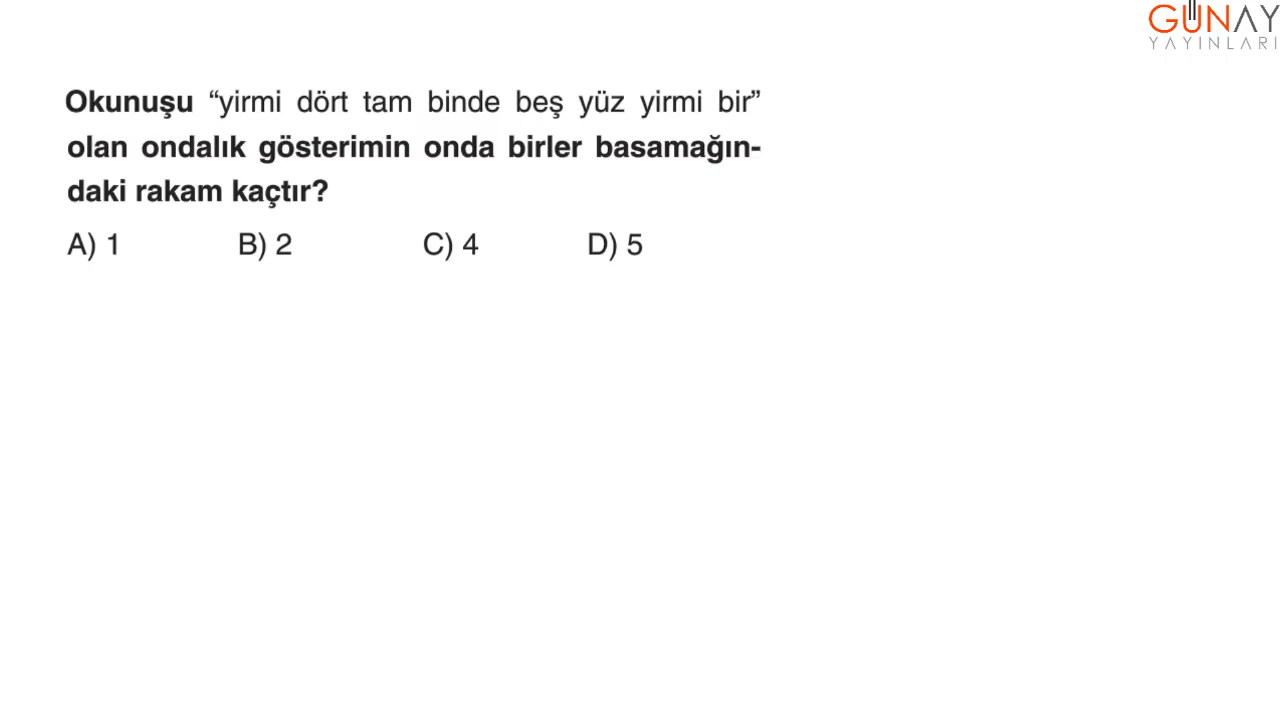 GÜNAY
YAYINLARI
Okunuşu “yirmi dört tam binde beş yüz yirmi bir”
olan ondalık gösterimin onda birler basamağın-
daki rakam kaçtır?
A) 1 B) 2 C) 4 D) 5